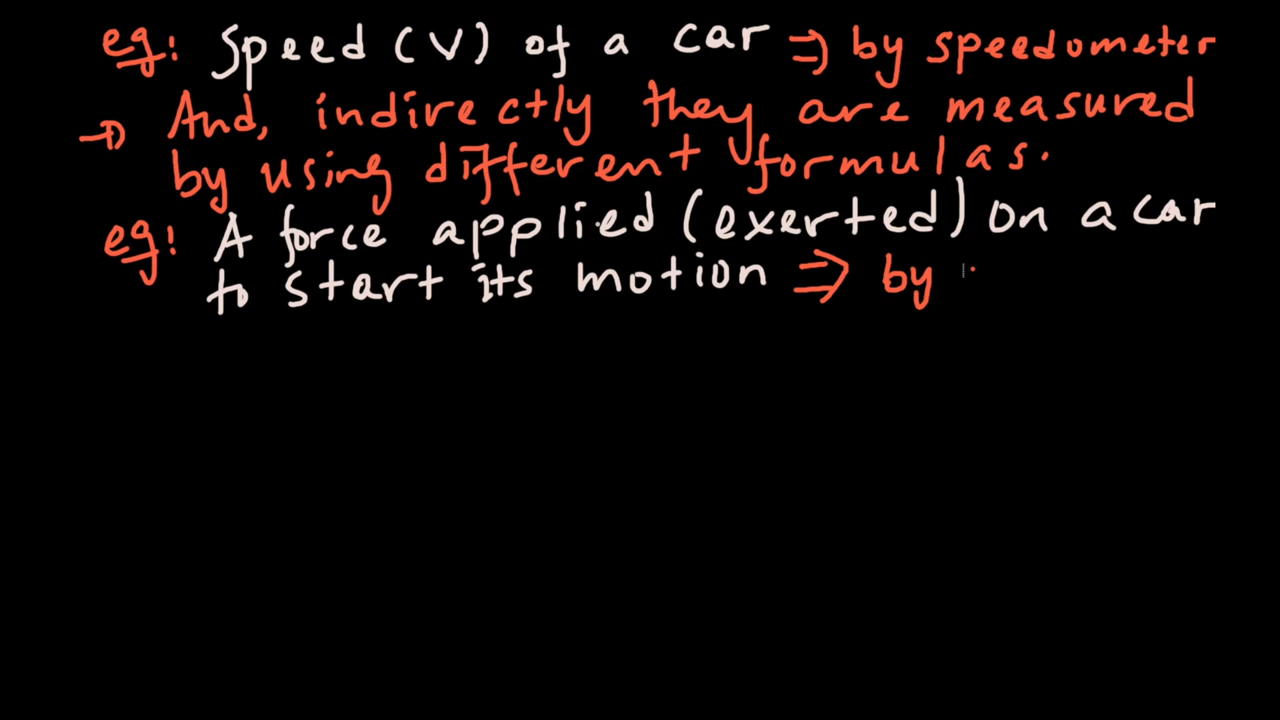 eg: Speed (V) of a car ⇒ by speedometer
→ And, indirectly they are measured
by using different formulas.
eg: A force applied (exerted) on a car
to start its motion ⇒ by